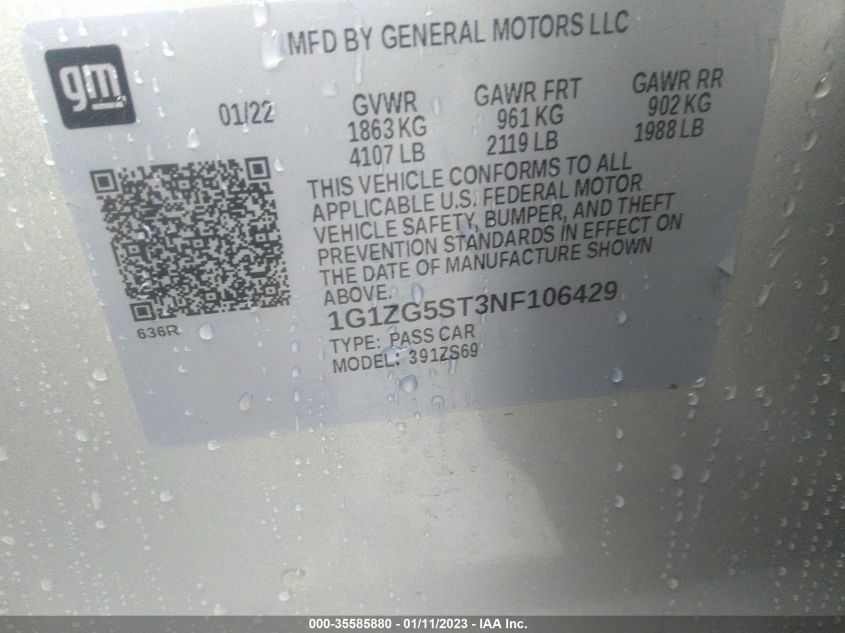 MFD BY GENERAL MOTORS LLC
gm
01/22
GVWR
1863 KG
4107 LB
GAWR FRT
961 KG
2119 LB
GAWR RR
902 KG
1988 LB
THIS VEHICLE CONFORMS TO ALL
APPLICABLE U.S. FEDERAL MOTOR
VEHICLE SAFETY, BUMPER, AND THEFT
PREVENTION STANDARDS IN EFFECT ON
THE DATE OF MANUFACTURE SHOWN
ABOVE.
1G1ZG5ST3NF106429
TYPE: PASS CAR
MODEL: 391ZS69
636R
000-35585880 - 01/11/2023 - IAA Inc.